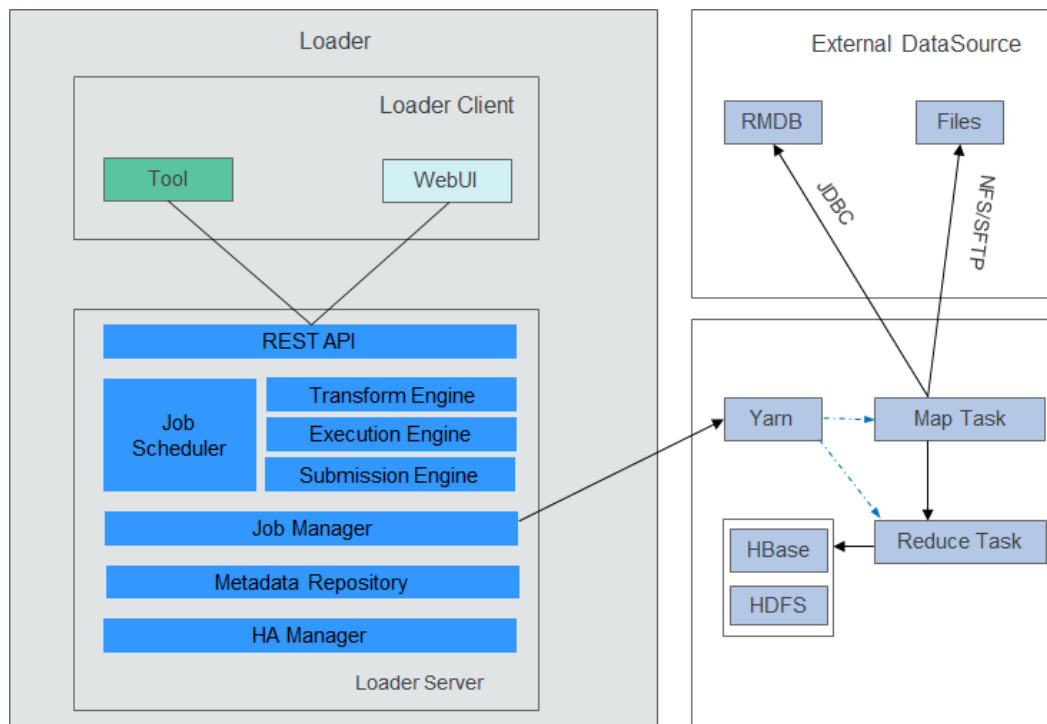 Loader
Loader Client
Tool
WebUI
REST API
Job
Scheduler
Transform Engine
Execution Engine
Submission Engine
Job Manager
Metadata Repository
HA Manager
Loader Server
External DataSource
RMDB
Files
JDBC
NFS/SFTP
Yarn
Map Task
Reduce Task
HBase
HDFS